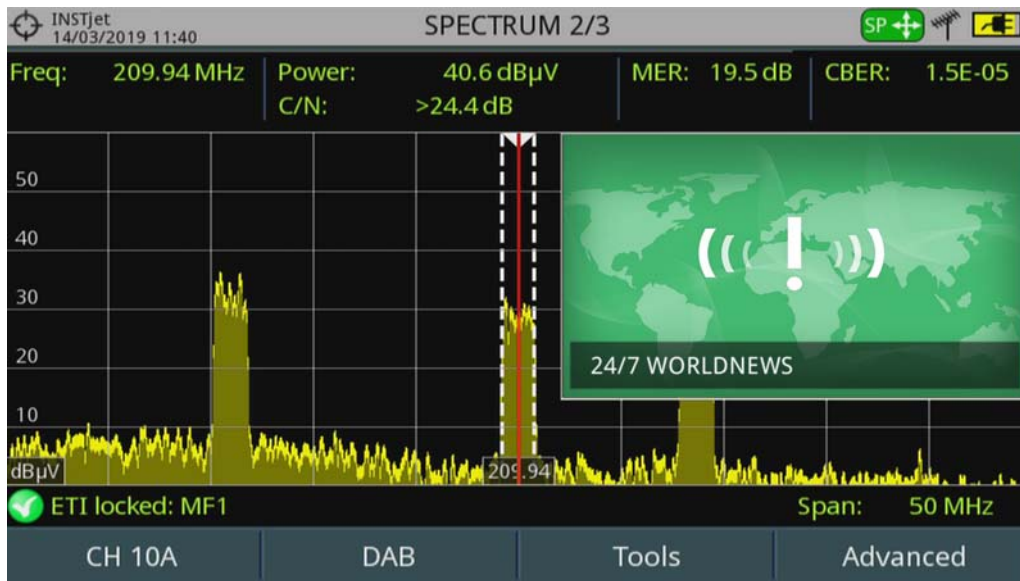 INSTjet
14/03/2019 11:40
SPECTRUM 2/3
SP
Freq: 209.94 MHz
Power: 40.6 dBµV
MER: 19.5 dB
CBER: 1.5E-05
C/N: >24.4 dB
50
40
30
20
10
dBµV
209.94
24/7 WORLDNEWS
ETI locked: MF1
Span: 50 MHz
CH 10A
DAB
Tools
Advanced